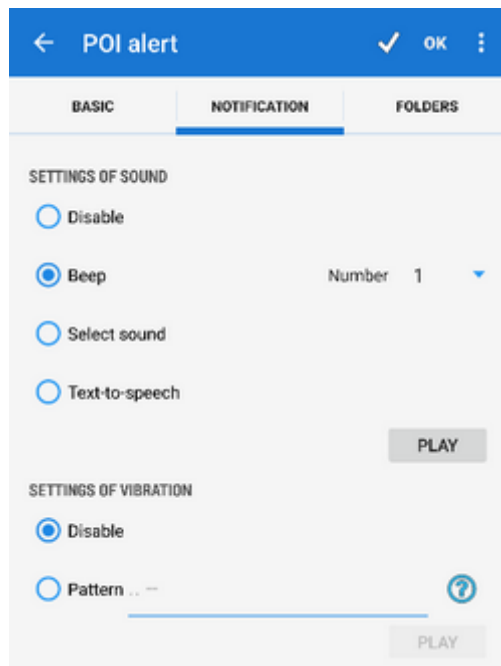 POI alert OK
BASIC NOTIFICATION FOLDERS
SETTINGS OF SOUND
Disable
Beep Number 1
Select sound
Text-to-speech
PLAY
SETTINGS OF VIBRATION
Disable
Pattern .. – ?
PLAY